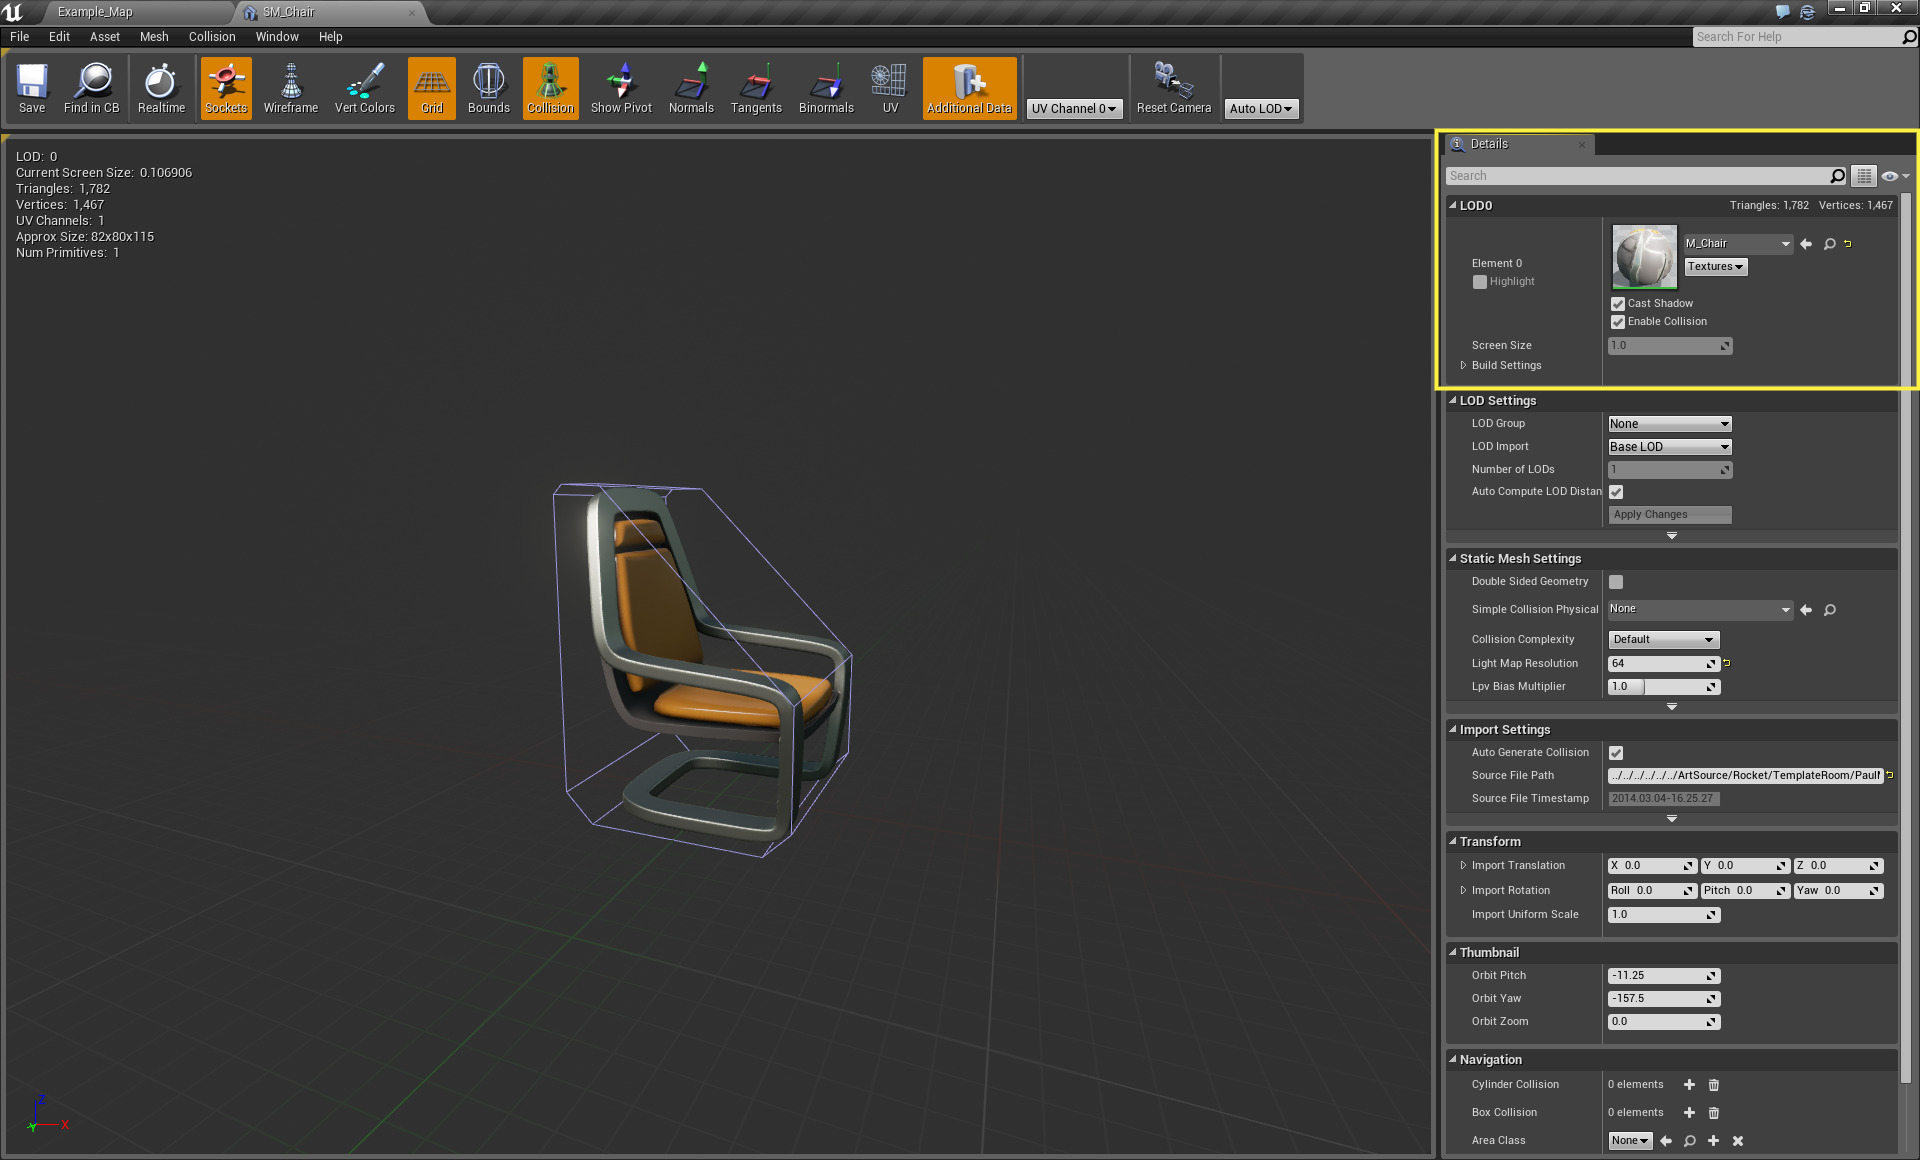 Example_Map
SM_Chair
File Edit Asset Mesh Collision Window Help
Search For Help
Save Find in CB Realtime Sockets Wireframe Vert Colors Grid Bounds Collision Show Pivot Normals Tangents Binormals UV Additional Data UV Channel 0 Reset Camera Auto LOD
LOD: 0
Current Screen Size: 0.106906
Triangles: 1,782
Vertices: 1,467
UV Channels: 1
Approx Size: 82x80x115
Num Primitives: 1
Z
Y
X
Details
Search
LOD0 Triangles: 1,782 Vertices: 1,467
M_Chair
Element 0
Textures
Highlight
Cast Shadow
Enable Collision
Screen Size 1.0
Build Settings
LOD Settings
LOD Group None
LOD Import Base LOD
Number of LODs 1
Auto Compute LOD Distan
Apply Changes
Static Mesh Settings
Double Sided Geometry
Simple Collision Physical None
Collision Complexity Default
Light Map Resolution 64
Lpv Bias Multiplier 1.0
Import Settings
Auto Generate Collision
Source File Path ../../../../../../ArtSource/Rocket/TemplateRoom/Paul
Source File Timestamp 2014.03.04-16.25.27
Transform
Import Translation X 0.0 Y 0.0 Z 0.0
Import Rotation Roll 0.0 Pitch 0.0 Yaw 0.0
Import Uniform Scale 1.0
Thumbnail
Orbit Pitch -11.25
Orbit Yaw -157.5
Orbit Zoom 0.0
Navigation
Cylinder Collision 0 elements
Box Collision 0 elements
Area Class None